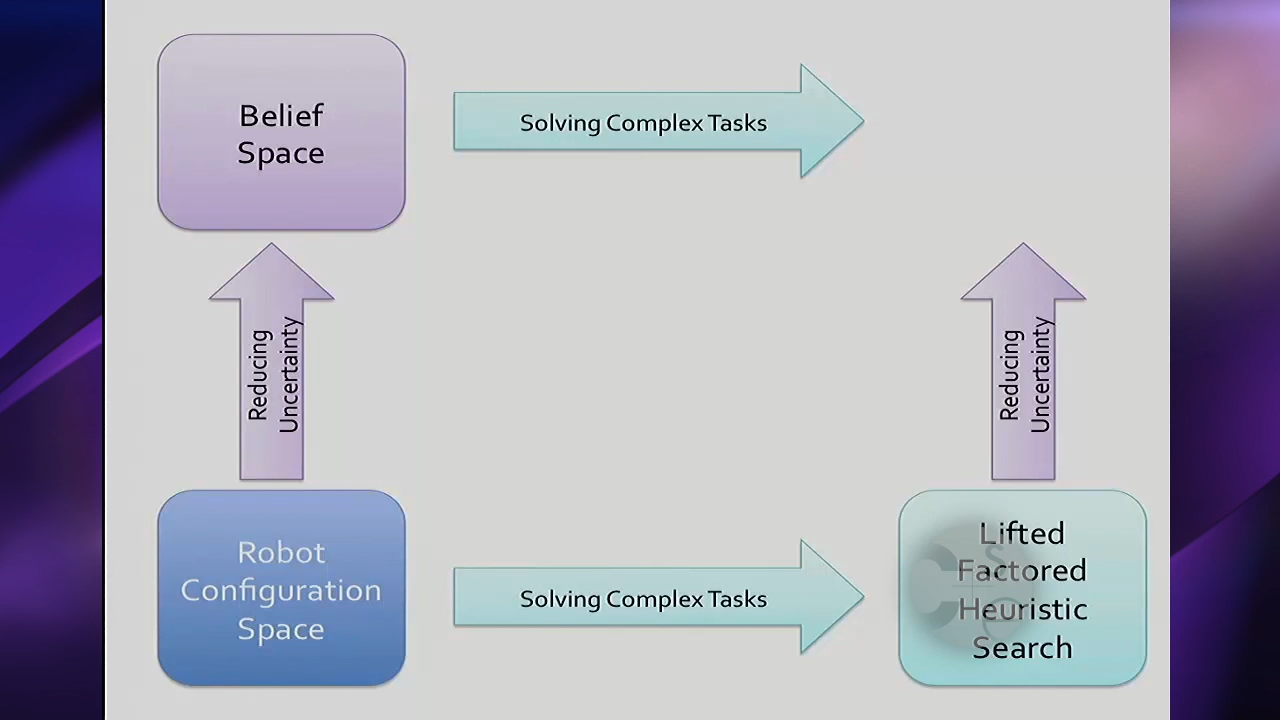 Belief
Space
Solving Complex Tasks
Reducing
Uncertainty
Reducing
Uncertainty
Robot
Configuration
Space
Solving Complex Tasks
Lifted
Factored
Heuristic
Search